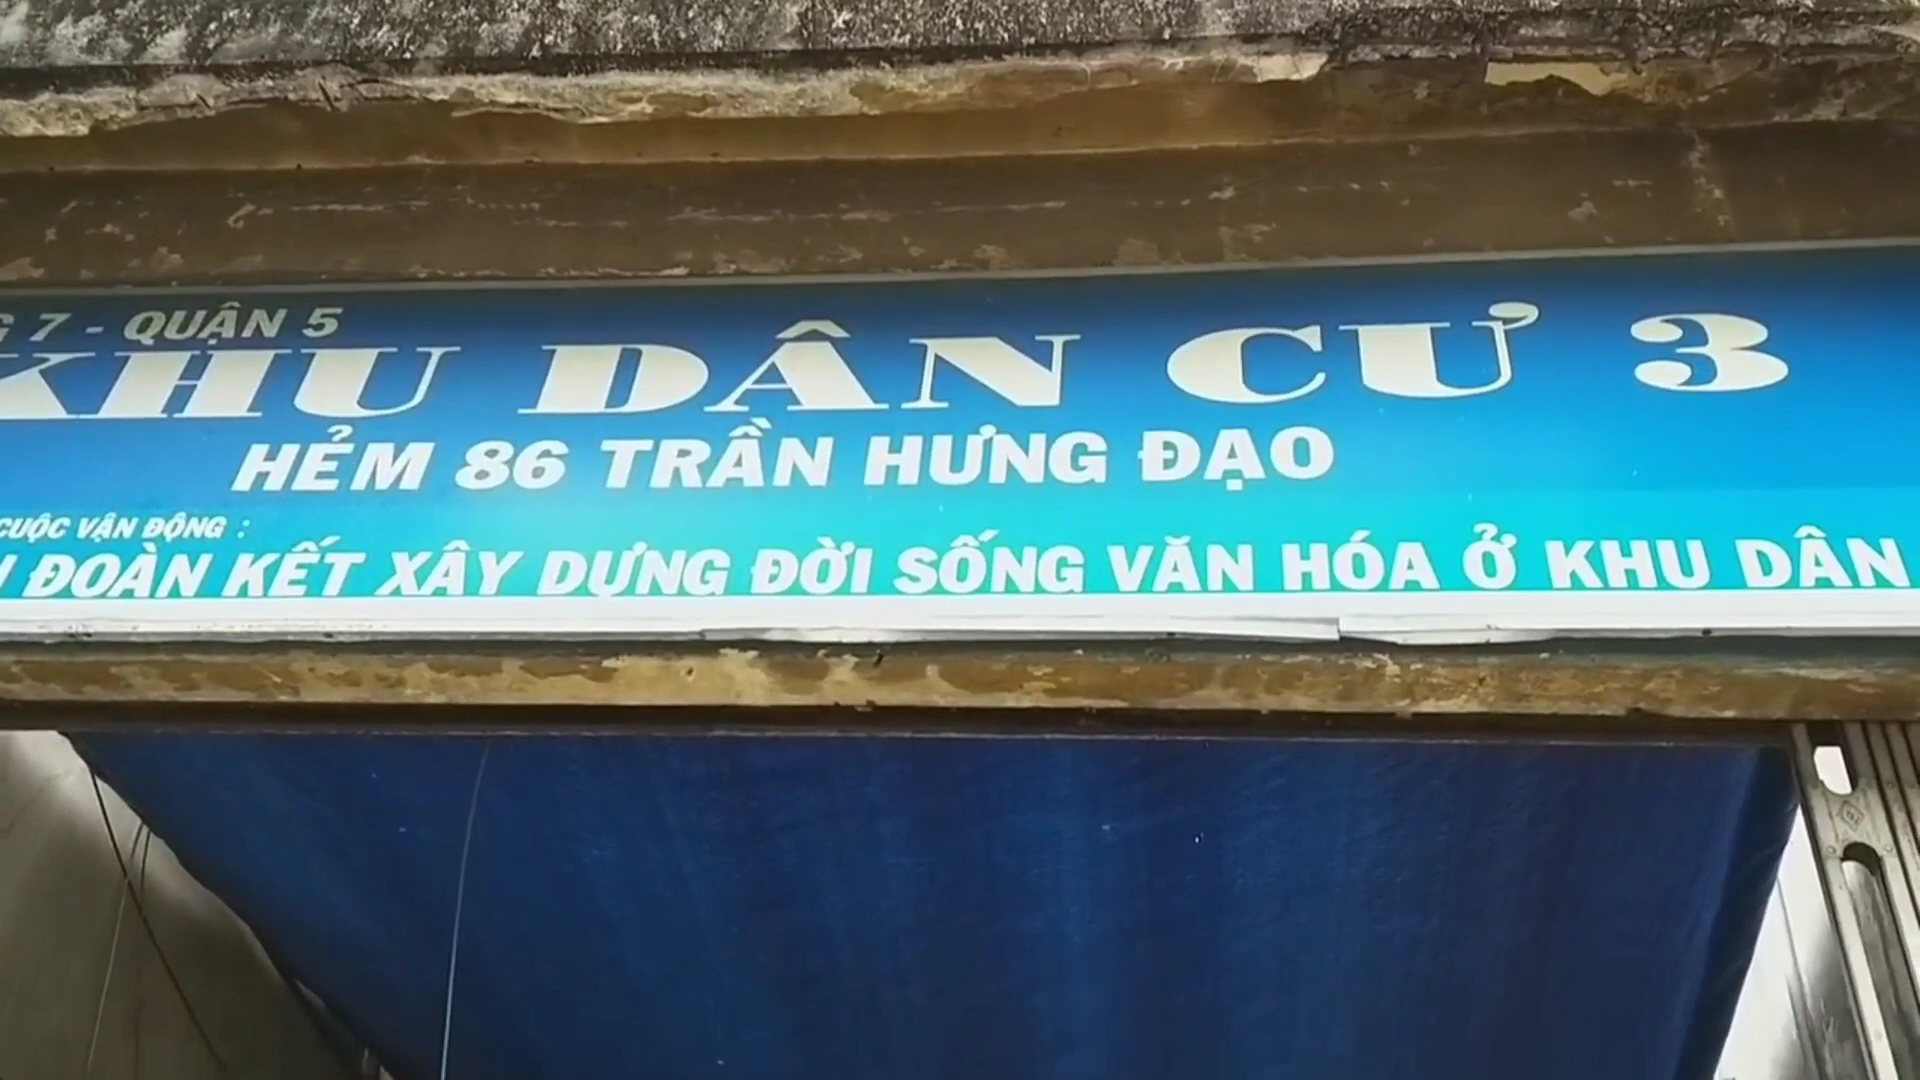 7 - QUẬN 5
KHU DÂN CƯ 3
HẺM 86 TRẦN HƯNG ĐẠO
CUỘC VẬN ĐỘNG :
ĐOÀN KẾT XÂY DỰNG ĐỜI SỐNG VĂN HÓA Ở KHU DÂN